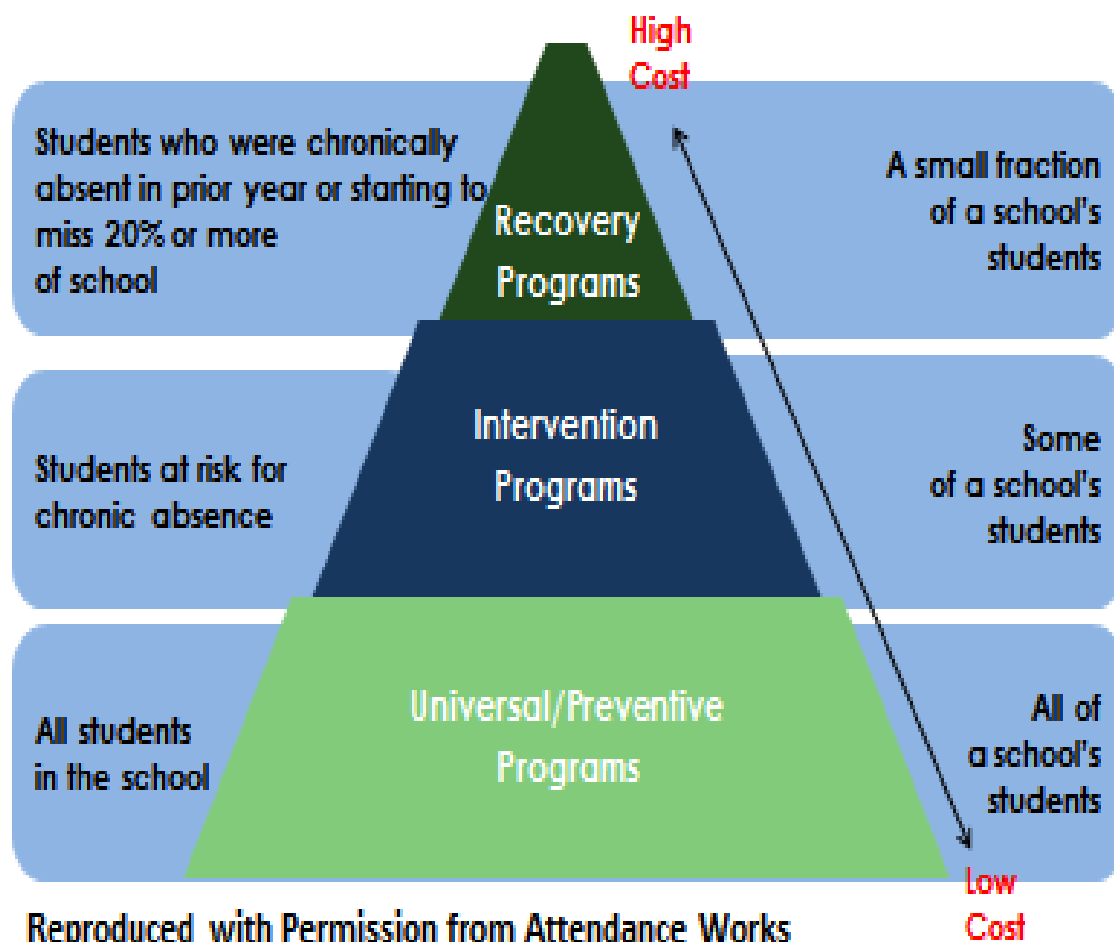 High
Cost
Students who were chronically
absent in prior year or starting to
miss 20% or more
of school
Recovery
Programs
A small fraction
of a school's
students
Students at risk for
chronic absence
Intervention
Programs
Some
of a school's
students
All students
in the school
Universal/Preventive
Programs
All of
a school's
students
Low
Cost
Reproduced with Permission from Attendance Works